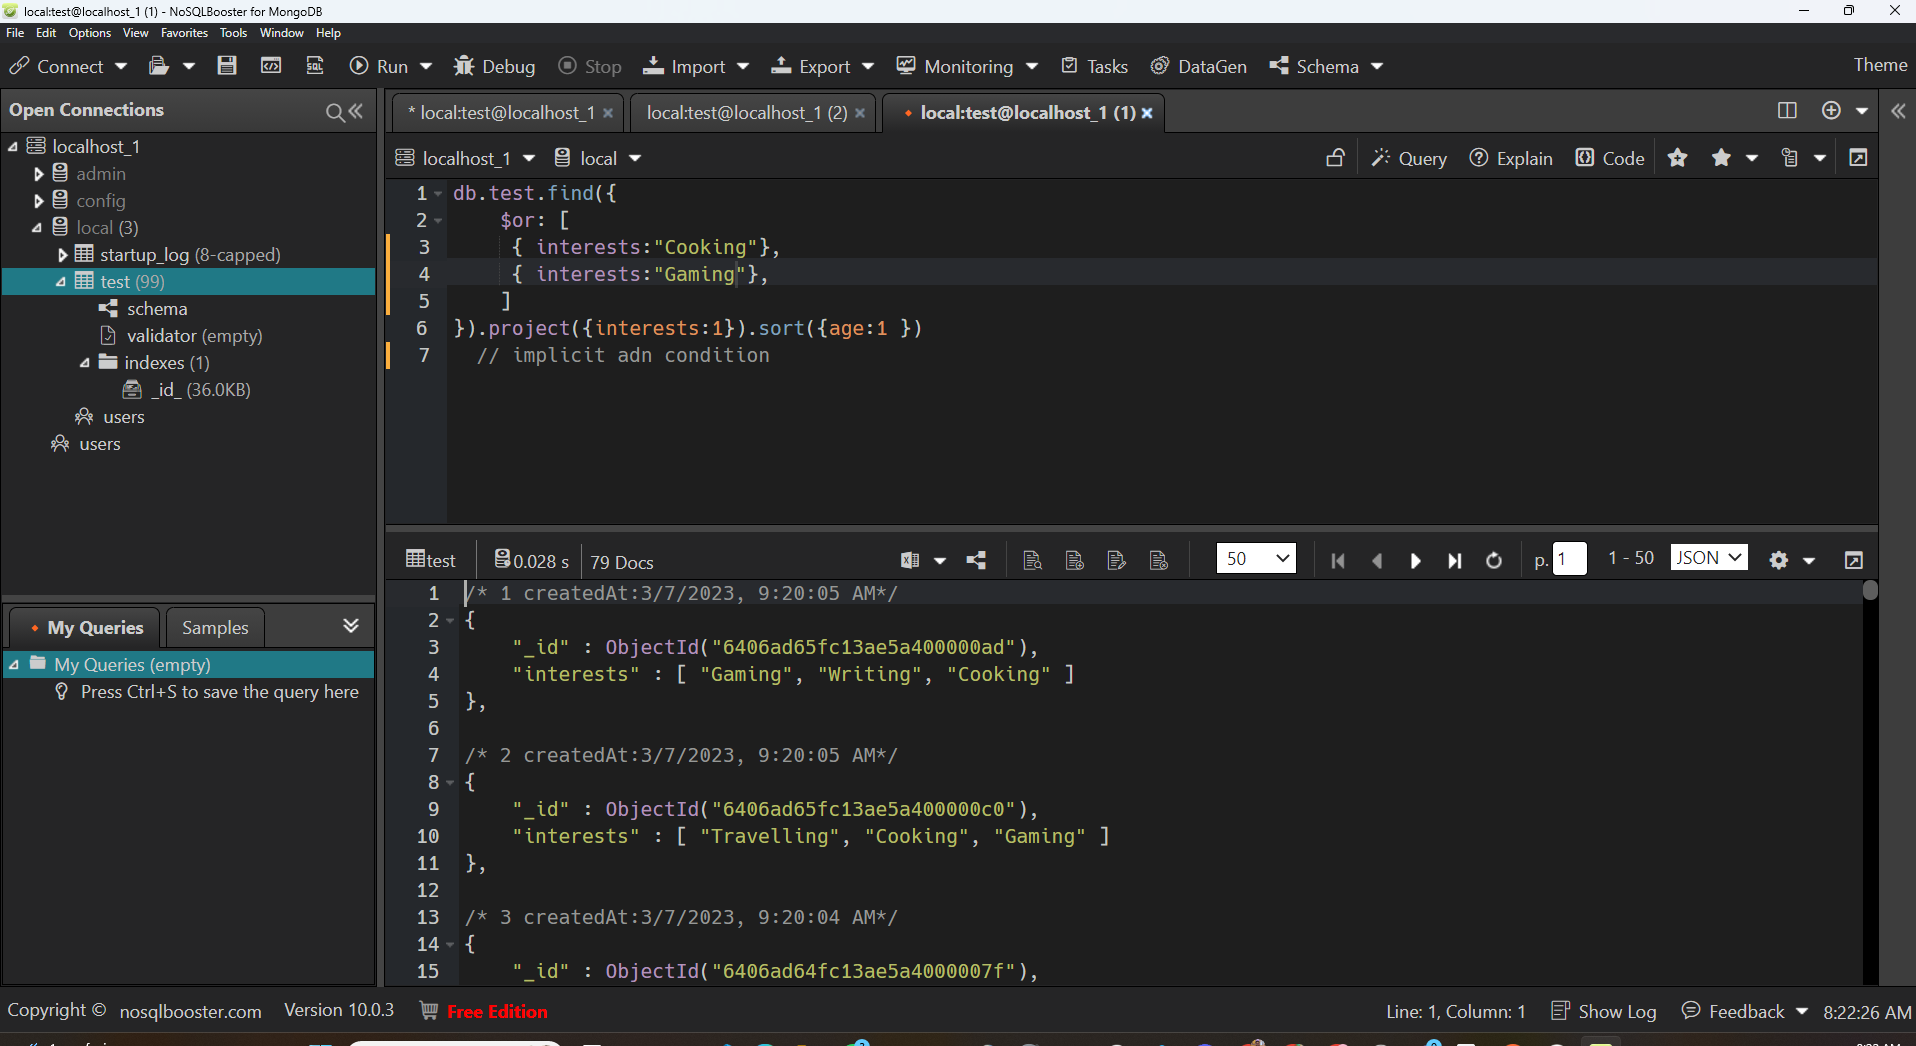 local:test@localhost_1 (1) - NoSQLBooster for MongoDB
File Edit Options View Favorites Tools Window Help
Connect Run Debug Stop Import Export Monitoring Tasks DataGen Schema Theme
Open Connections
localhost_1
admin
config
local (3)
startup_log (8-capped)
test (99)
schema
validator (empty)
indexes (1)
_id_ (36.0KB)
users
users
My Queries Samples
My Queries (empty)
Press Ctrl+S to save the query here
* local:test@localhost_1 local:test@localhost_1 (2) local:test@localhost_1 (1)
localhost_1 local Query Explain Code
1 db.test.find({
2 $or: [
3 { interests:"Cooking"},
4 { interests:"Gaming"},
5 ]
6 }).project({interests:1}).sort({age:1 })
7 // implicit adn condition
test 0.028 s 79 Docs 50 p. 1 1 - 50 JSON
1 /* 1 createdAt:3/7/2023, 9:20:05 AM*/
2 {
3 "_id" : ObjectId("6406ad65fc13ae5a400000ad"),
4 "interests" : [ "Gaming", "Writing", "Cooking" ]
5 },
6
7 /* 2 createdAt:3/7/2023, 9:20:05 AM*/
8 {
9 "_id" : ObjectId("6406ad65fc13ae5a400000c0"),
10 "interests" : [ "Travelling", "Cooking", "Gaming" ]
11 },
12
13 /* 3 createdAt:3/7/2023, 9:20:04 AM*/
14 {
15 "_id" : ObjectId("6406ad64fc13ae5a4000007f"),
Copyright © nosqlbooster.com Version 10.0.3 Free Edition Line: 1, Column: 1 Show Log Feedback 8:22:26 AM